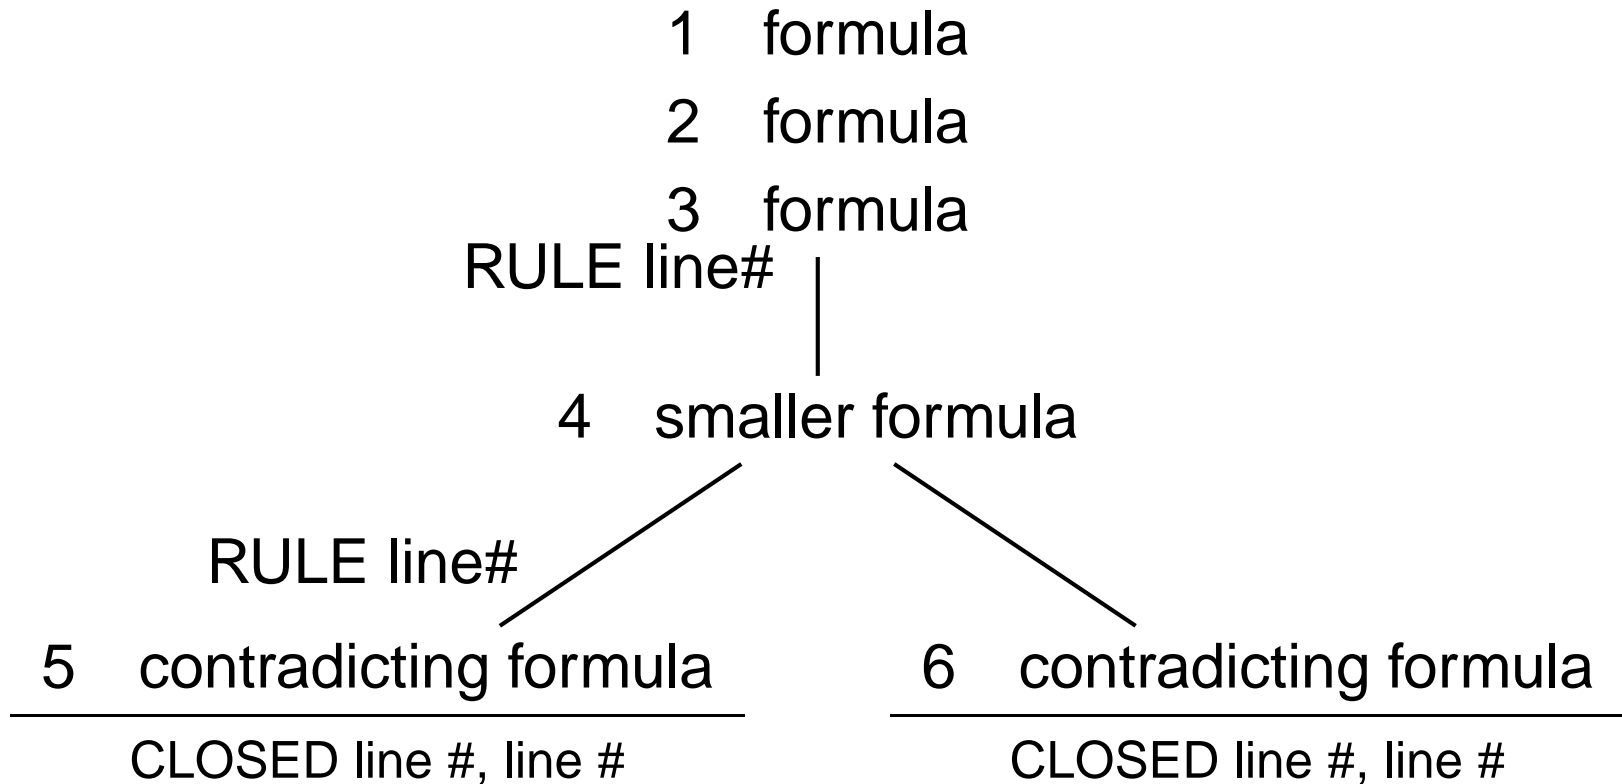 1 formula
2 formula
3 formula
RULE line#
4 smaller formula
RULE line#
5 contradicting formula
6 contradicting formula
CLOSED line #, line #
CLOSED line #, line #